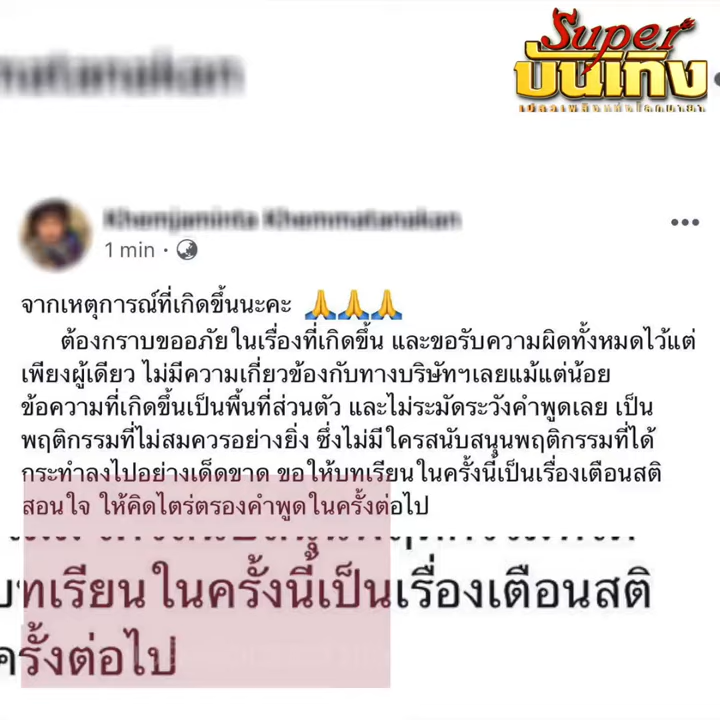 Super
บันเทิง
1 min
จากเหตุการณ์ที่เกิดขึ้นนะคะ 🙏🙏🙏
ต้องกราบขออภัยในเรื่องที่เกิดขึ้น และขอรับความผิดทั้งหมดไว้แต่
เพียงผู้เดียว ไม่มีความเกี่ยวข้องกับทางบริษัทฯเลยแม้แต่น้อย
ข้อความที่เกิดขึ้นเป็นพื้นที่ส่วนตัว และไม่ระมัดระวังคำพูดเลย เป็น
พฤติกรรมที่ไม่สมควรอย่างยิ่ง ซึ่งไม่มีใครสนับสนุนพฤติกรรมที่ได้
กระทำลงไปอย่างเด็ดขาด ขอให้บทเรียนในครั้งนี้เป็นเรื่องเตือนสติ
สอนใจ ให้คิดไตร่ตรองคำพูดในครั้งต่อไป
บทเรียนในครั้งนี้เป็นเรื่องเตือนสติ
ครั้งต่อไป